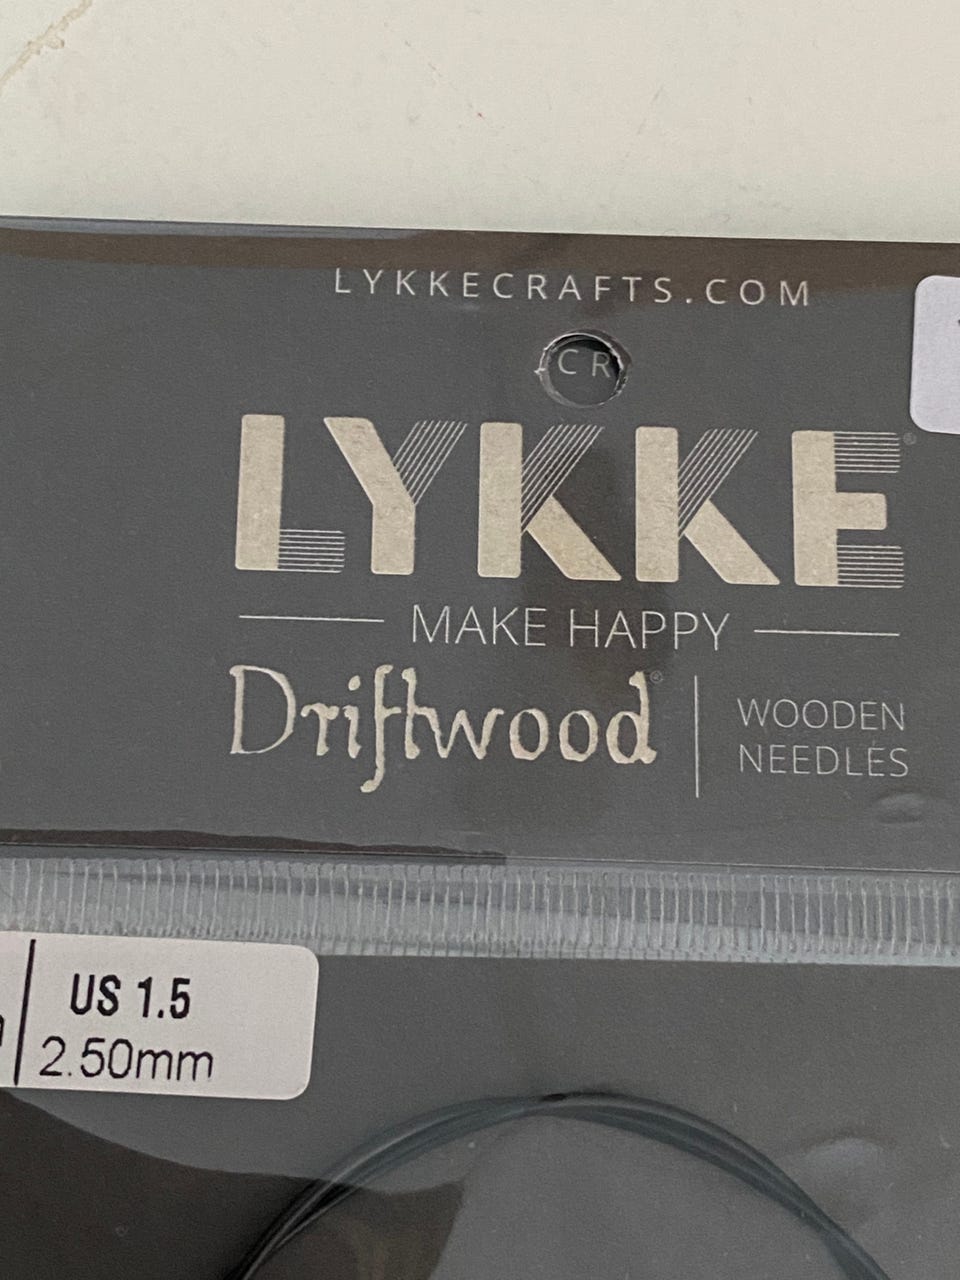 LYKKECRAFTS.COM
CR
LYKKE®
MAKE HAPPY
Driftwood® | WOODEN
NEEDLES
US 1.5
2.50mm